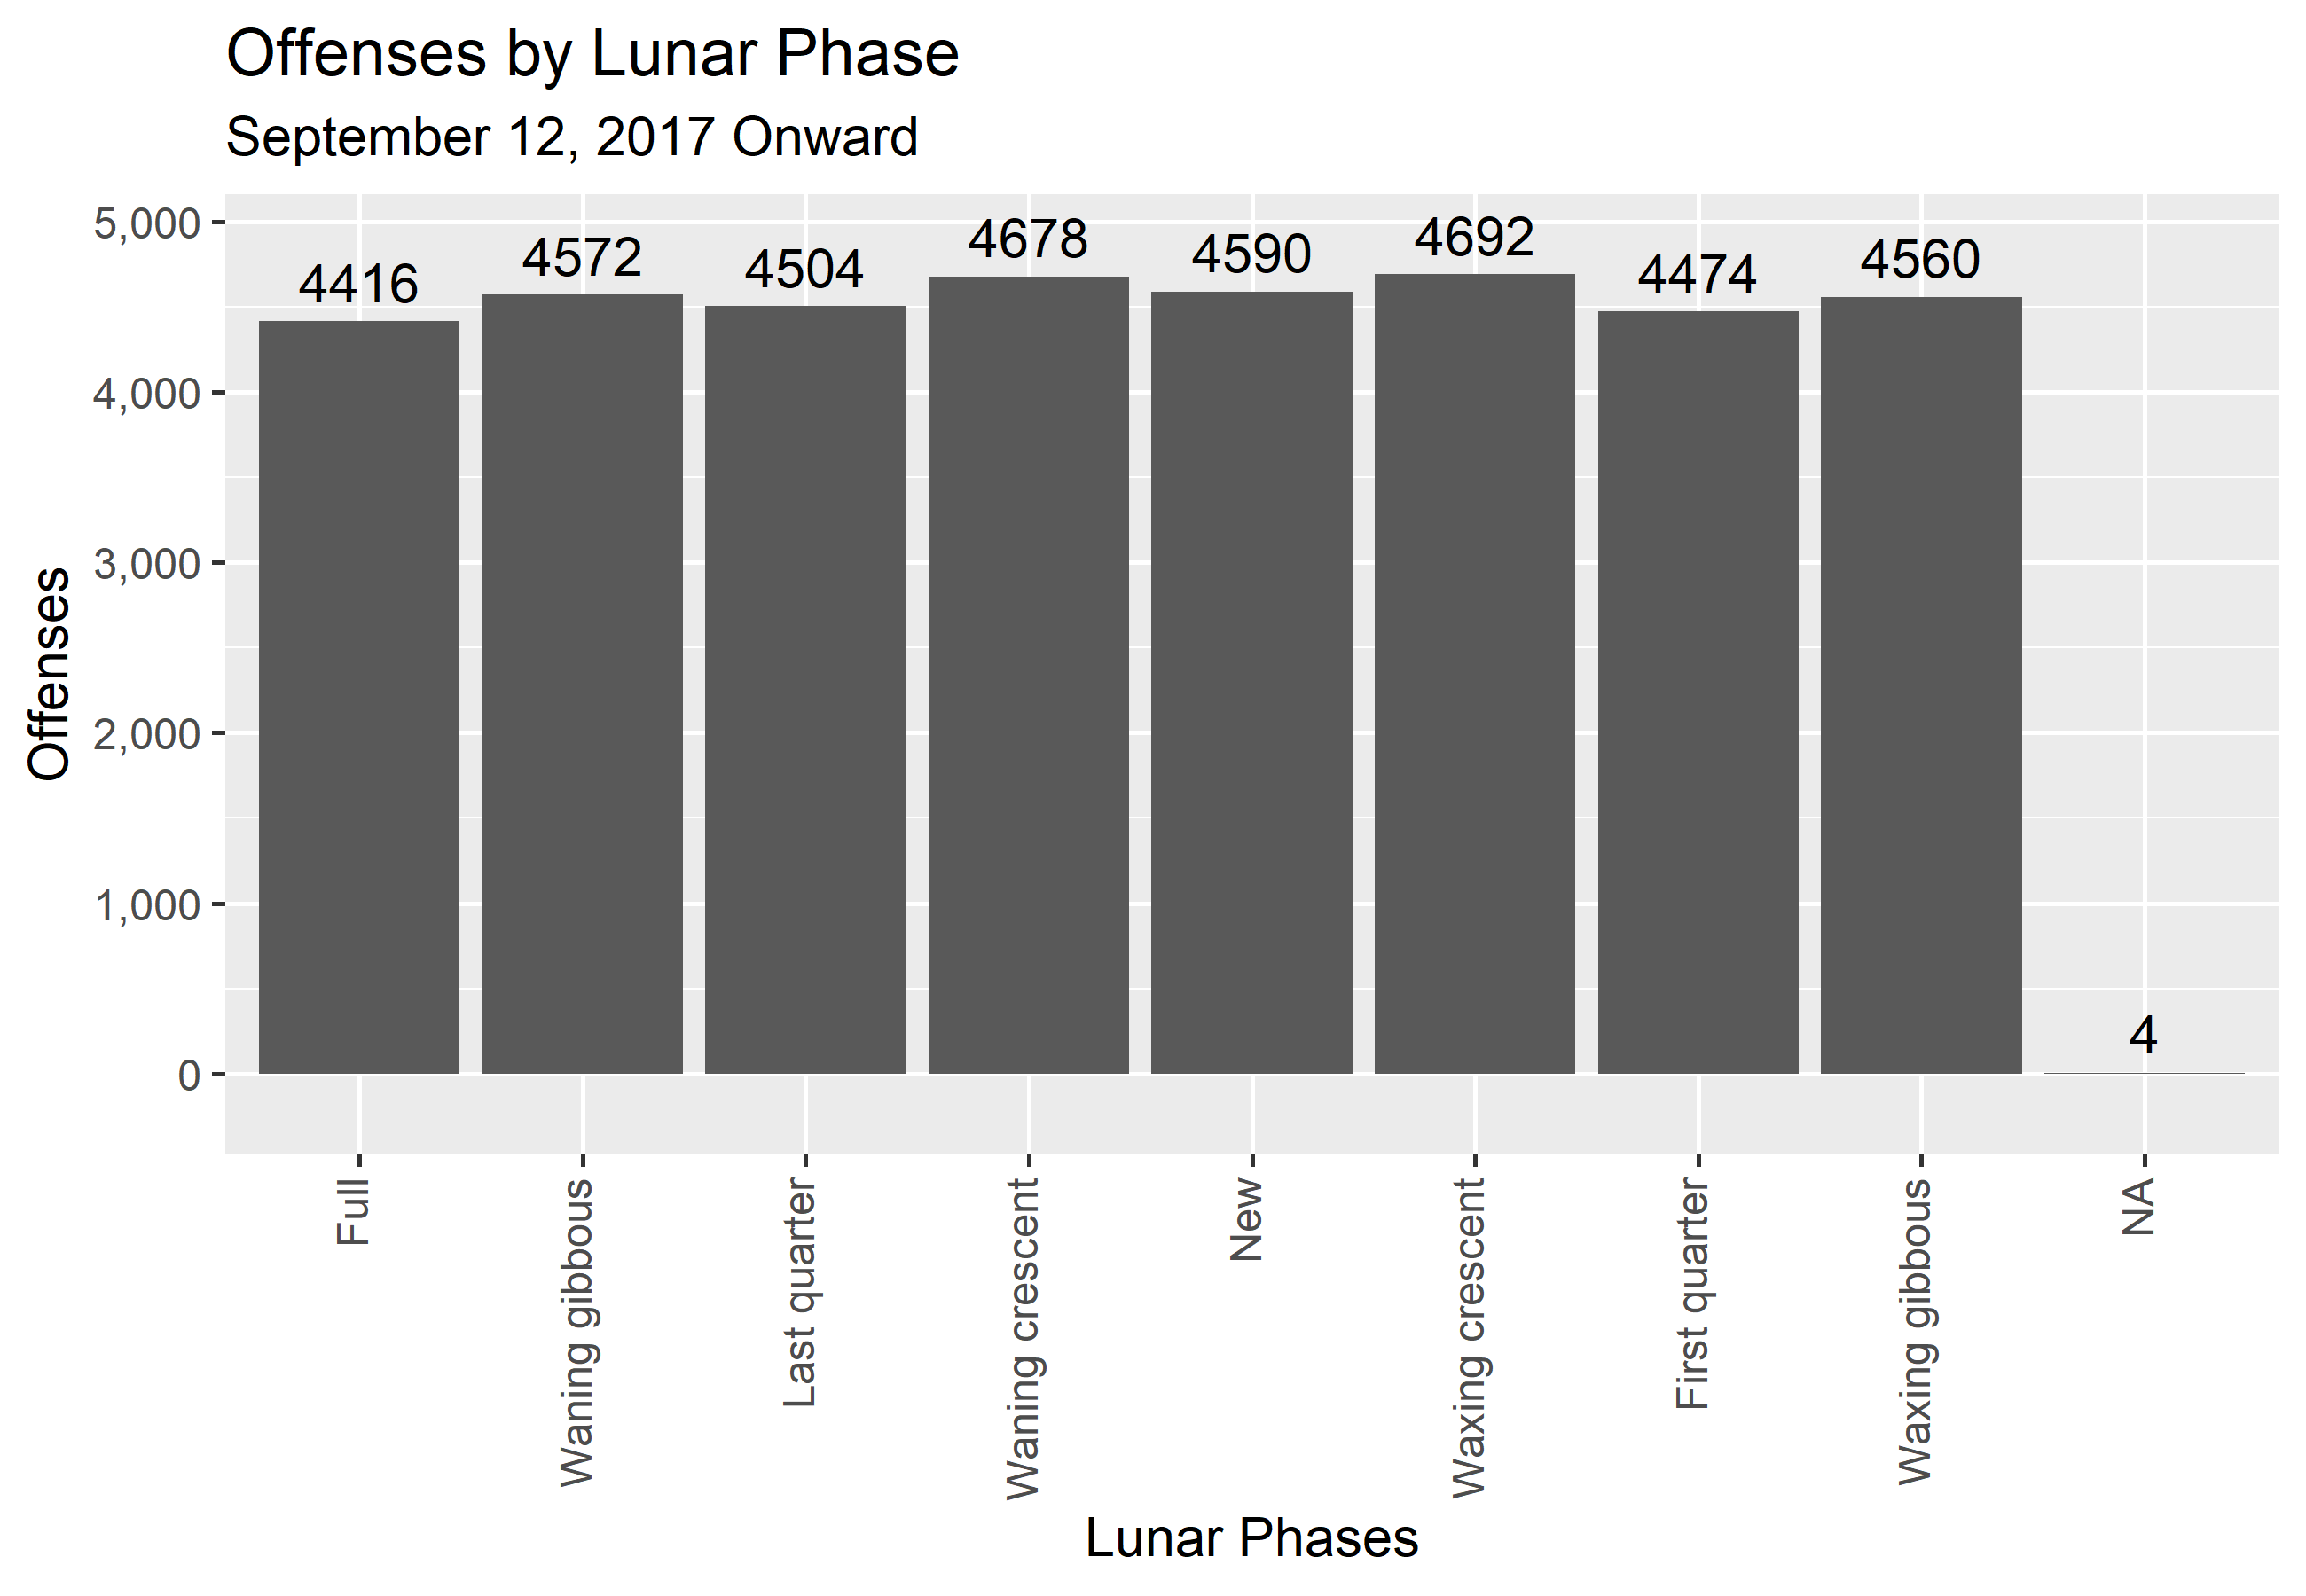 Offenses by Lunar Phase
September 12, 2017 Onward
Offenses
5,000
4,000
3,000
2,000
1,000
0
4416
4572
4504
4678
4590
4692
4474
4560
4
Full
Waning gibbous
Last quarter
Waning crescent
New
Waxing crescent
First quarter
Waxing gibbous
NA
Lunar Phases